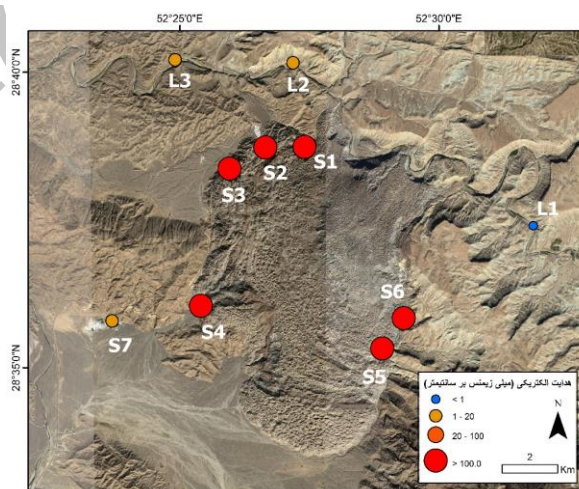 52°25'0"E
52°30'0"E
28°40'0"N
L3
L2
S1
S2
S3
L1
S4
S6
S7
S5
28°35'0"N
هدایت الکتریکی (میلی زیمنس بر سانتیمتر)
< 1
1 - 20
20 - 100
> 100.0
N
2
Km